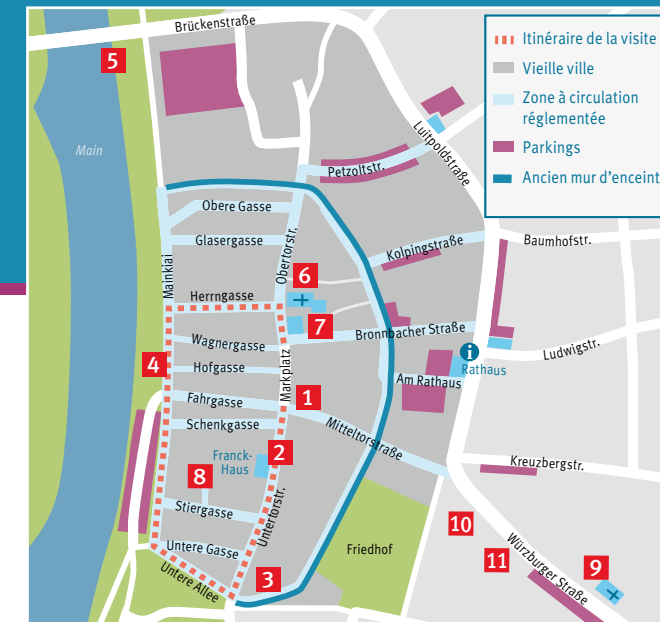 Brückenstraße
5
Main
Luitpoldstraße
Petzoltstr.
Obere Gasse
Glasergasse
Obertorstr.
Mainkiai
Kolpingstraße
Baumhofstr.
6
Herrngasse
7
Bronnbacher Straße
Wagnergasse
Markplatz
4
Hofgasse
i
Rathaus
Ludwigstr.
Am Rathaus
Fahrgasse
1
Schenkgasse
Mitteltorstraße
Franck-
Haus
2
8
Kreuzbergstr.
Stiergasse
Untertorstr.
10
Untere Gasse
Friedhof
11
Würzburger Straße
9
Untere Allee
3
Itinéraire de la visite
Vieille ville
Zone à circulation
réglementée
Parkings
Ancien mur d'enceint